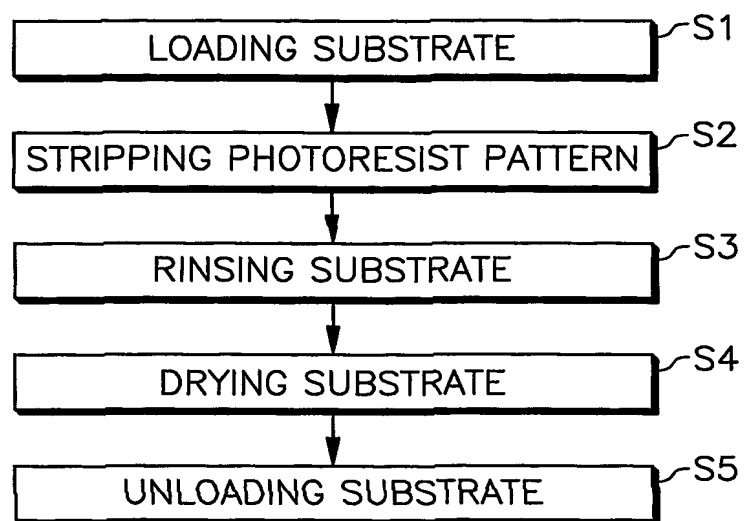 LOADING SUBSTRATE S1
STRIPPING PHOTORESIST PATTERN S2
RINSING SUBSTRATE S3
DRYING SUBSTRATE S4
UNLOADING SUBSTRATE S5